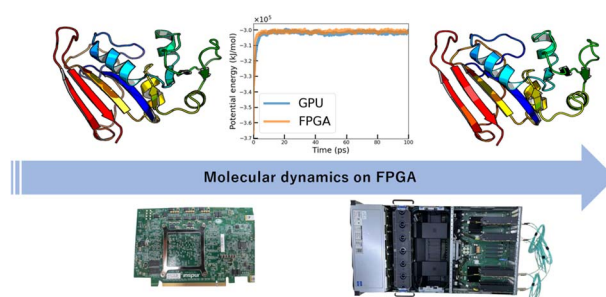 ×10⁵
-3.0
-3.1
-3.2
-3.3
-3.4
-3.5
-3.6
-3.7
Potential energy (kJ/mol)
GPU
FPGA
0 20 40 60 80 100
Time (ps)
Molecular dynamics on FPGA
inspur